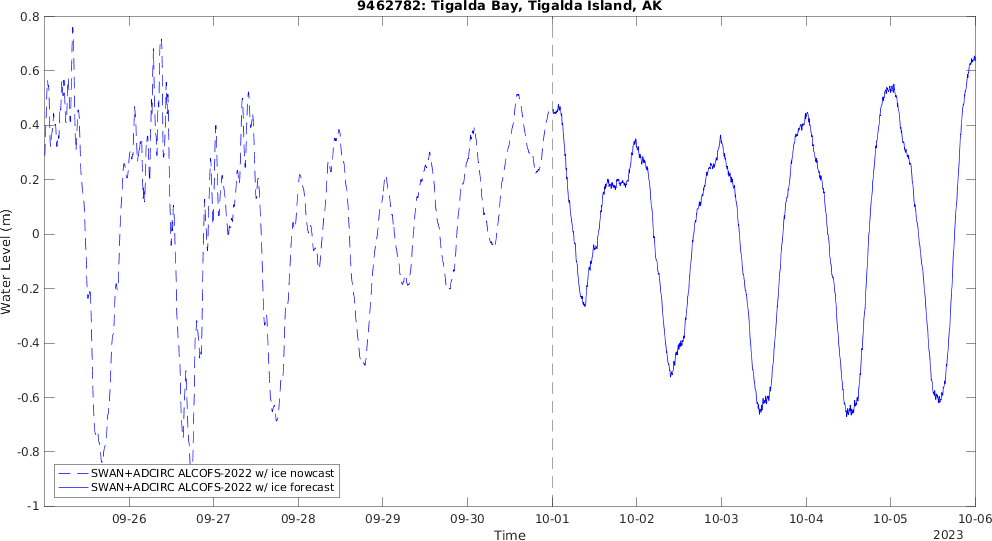 9462782: Tigalda Bay, Tigalda Island, AK
Water Level (m)
0.8
0.6
0.4
0.2
0
-0.2
-0.4
-0.6
-0.8
-1
SWAN+ADCIRC ALCOFS-2022 w/ ice nowcast
SWAN+ADCIRC ALCOFS-2022 w/ ice forecast
09-26 09-27 09-28 09-29 09-30 10-01 10-02 10-03 10-04 10-05 10-06
Time
2023